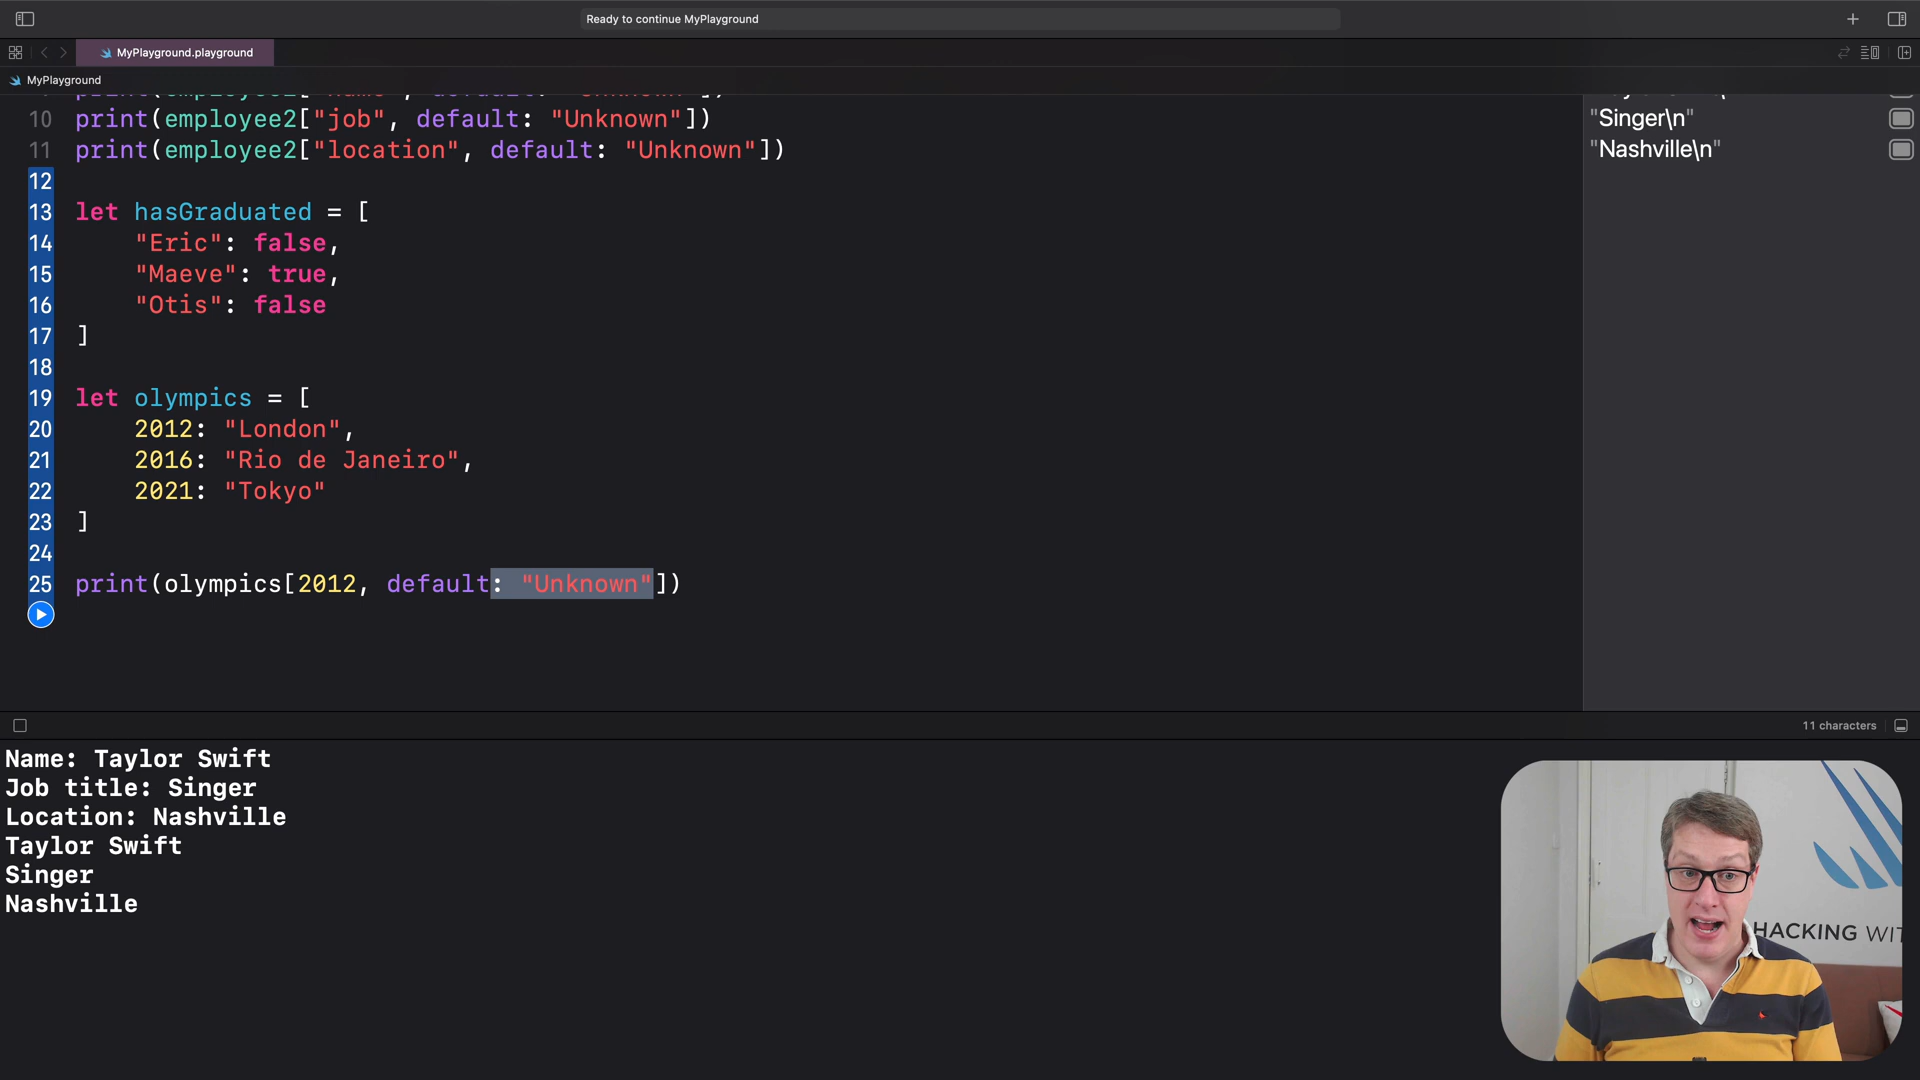 Ready to continue MyPlayground
MyPlayground.playground
MyPlayground
10 print(employee2["job", default: "Unknown"])
"Singer\n"
11 print(employee2["location", default: "Unknown"])
"Nashville\n"
12
13 let hasGraduated = [
14 "Eric": false,
15 "Maeve": true,
16 "Otis": false
17 ]
18
19 let olympics = [
20 2012: "London",
21 2016: "Rio de Janeiro",
22 2021: "Tokyo"
23 ]
24
25 print(olympics[2012, default: "Unknown"])
11 characters
Name: Taylor Swift
Job title: Singer
Location: Nashville
Taylor Swift
Singer
Nashville
HACKING